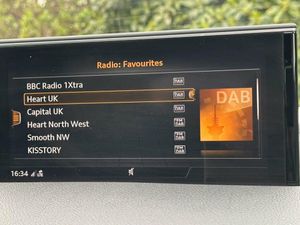 Radio: Favourites
BBC Radio 1Xtra
Heart UK
Capital UK
Heart North West
Smooth NW
KISSTORY
DAB
16:34